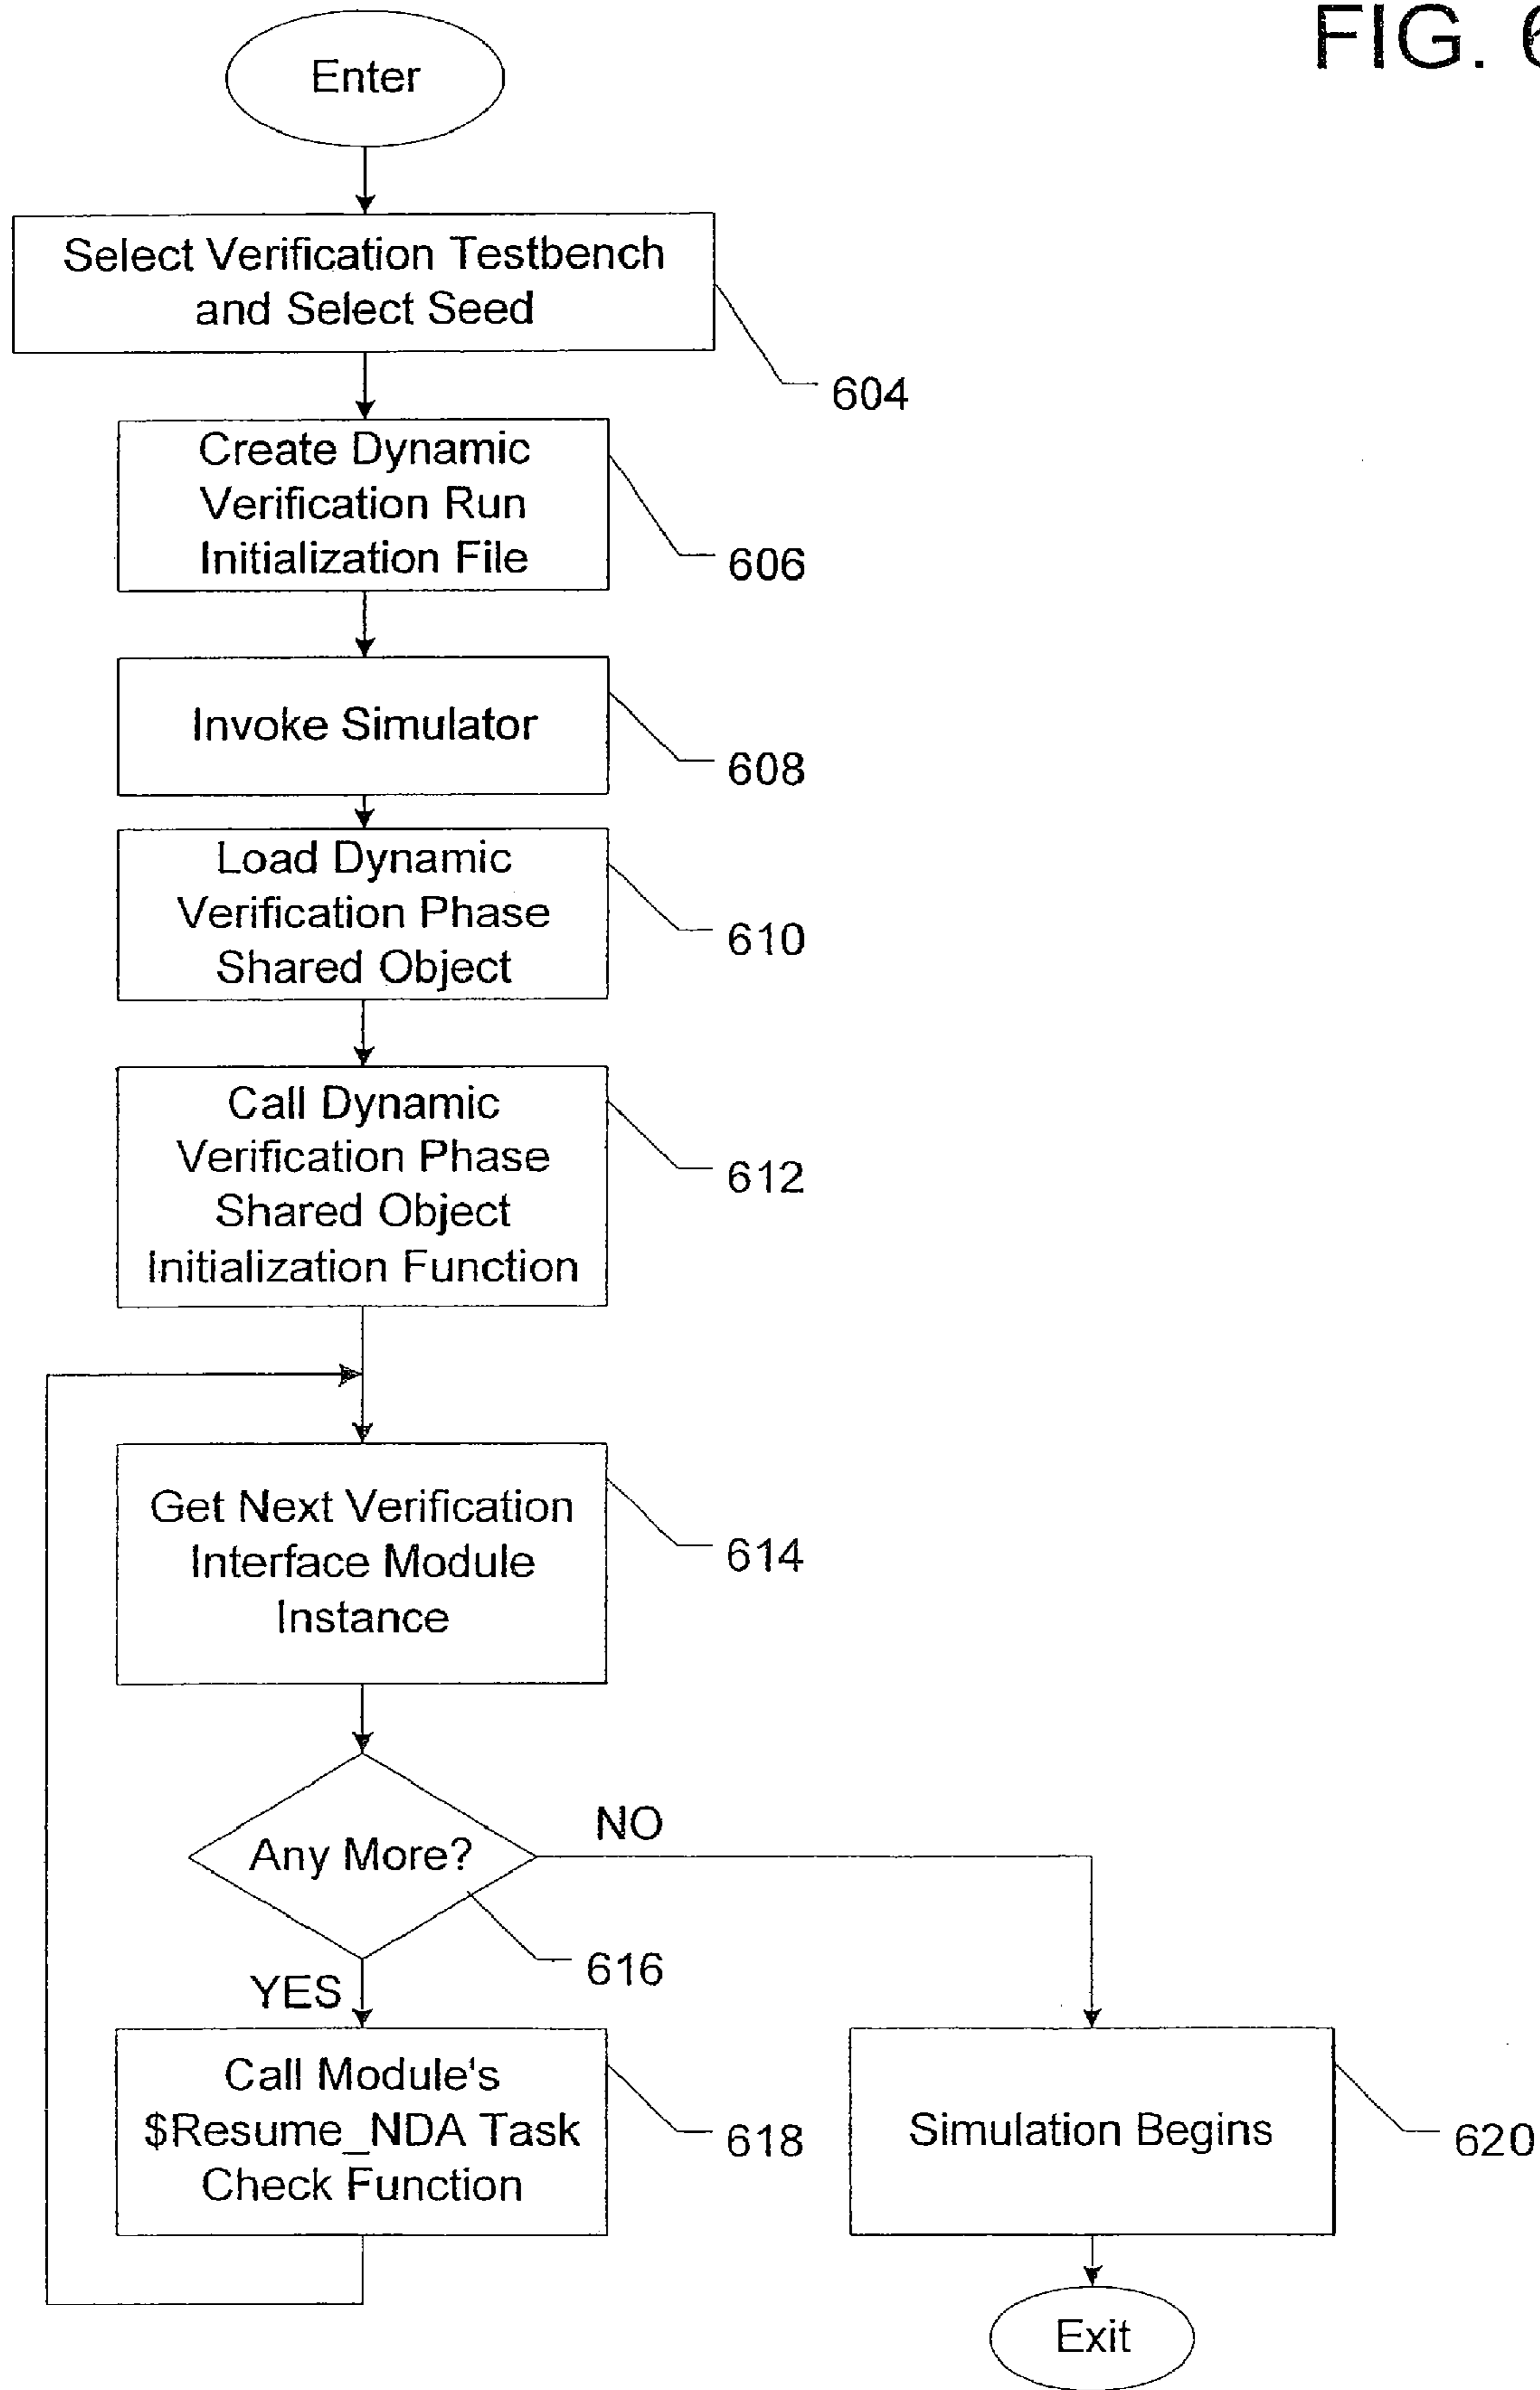 FIG. 6
Enter
Select Verification Testbench
and Select Seed
604
Create Dynamic
Verification Run
Initialization File
606
Invoke Simulator
608
Load Dynamic
Verification Phase
Shared Object
610
Call Dynamic
Verification Phase
Shared Object
Initialization Function
612
Get Next Verification
Interface Module
Instance
614
Any More?
NO
616
YES
Call Module's
$Resume_NDA Task
Check Function
618
Simulation Begins
620
Exit